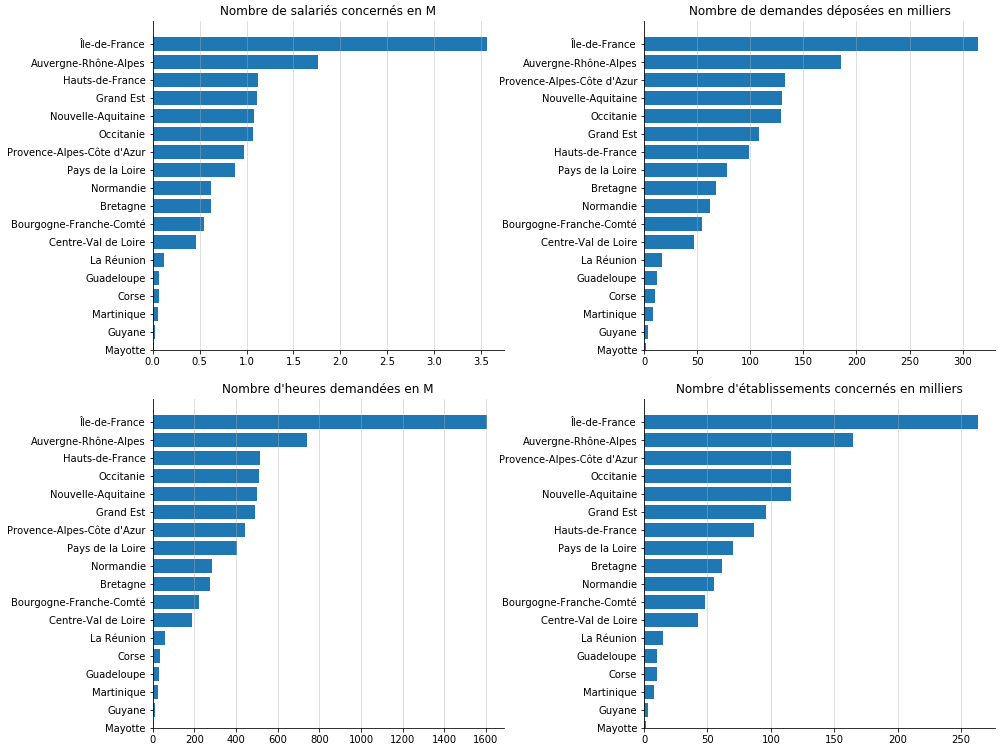 Nombre de salariés concernés en M
Île-de-France
Auvergne-Rhône-Alpes
Hauts-de-France
Grand Est
Nouvelle-Aquitaine
Occitanie
Provence-Alpes-Côte d'Azur
Pays de la Loire
Normandie
Bretagne
Bourgogne-Franche-Comté
Centre-Val de Loire
La Réunion
Guadeloupe
Corse
Martinique
Guyane
Mayotte
0.0 0.5 1.0 1.5 2.0 2.5 3.0 3.5
Nombre de demandes déposées en milliers
Île-de-France
Auvergne-Rhône-Alpes
Provence-Alpes-Côte d'Azur
Nouvelle-Aquitaine
Occitanie
Grand Est
Hauts-de-France
Pays de la Loire
Bretagne
Normandie
Bourgogne-Franche-Comté
Centre-Val de Loire
La Réunion
Guadeloupe
Corse
Martinique
Guyane
Mayotte
0 50 100 150 200 250 300
Nombre d'heures demandées en M
Île-de-France
Auvergne-Rhône-Alpes
Hauts-de-France
Occitanie
Nouvelle-Aquitaine
Grand Est
Provence-Alpes-Côte d'Azur
Pays de la Loire
Normandie
Bretagne
Bourgogne-Franche-Comté
Centre-Val de Loire
La Réunion
Corse
Guadeloupe
Martinique
Guyane
Mayotte
0 200 400 600 800 1000 1200 1400 1600
Nombre d'établissements concernés en milliers
Île-de-France
Auvergne-Rhône-Alpes
Provence-Alpes-Côte d'Azur
Occitanie
Nouvelle-Aquitaine
Grand Est
Hauts-de-France
Pays de la Loire
Bretagne
Normandie
Bourgogne-Franche-Comté
Centre-Val de Loire
La Réunion
Guadeloupe
Corse
Martinique
Guyane
Mayotte
0 50 100 150 200 250